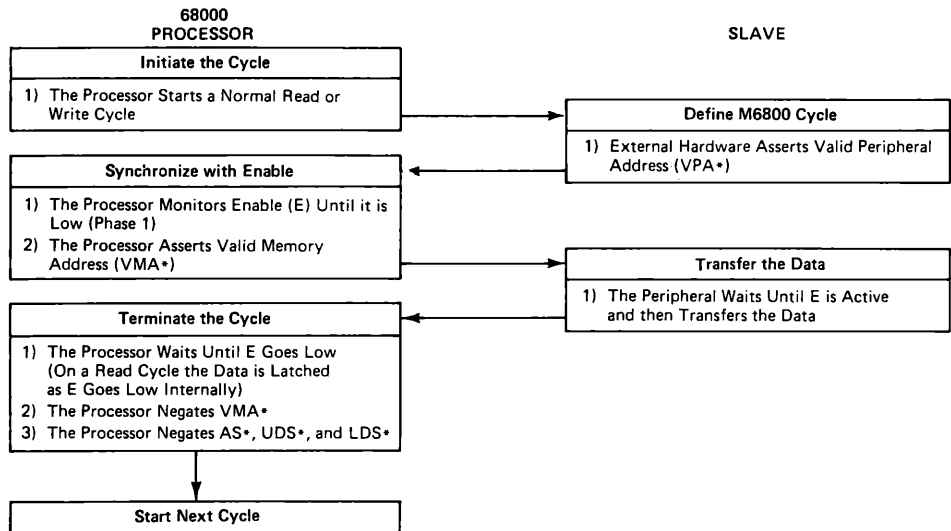 68000
PROCESSOR
SLAVE
Initiate the Cycle
1) The Processor Starts a Normal Read or
Write Cycle
Define M6800 Cycle
1) External Hardware Asserts Valid Peripheral
Address (VPA*)
Synchronize with Enable
1) The Processor Monitors Enable (E) Until it is
Low (Phase 1)
2) The Processor Asserts Valid Memory
Address (VMA*)
Transfer the Data
1) The Peripheral Waits Until E is Active
and then Transfers the Data
Terminate the Cycle
1) The Processor Waits Until E Goes Low
(On a Read Cycle the Data is Latched
as E Goes Low Internally)
2) The Processor Negates VMA*
3) The Processor Negates AS*, UDS*, and LDS*
Start Next Cycle